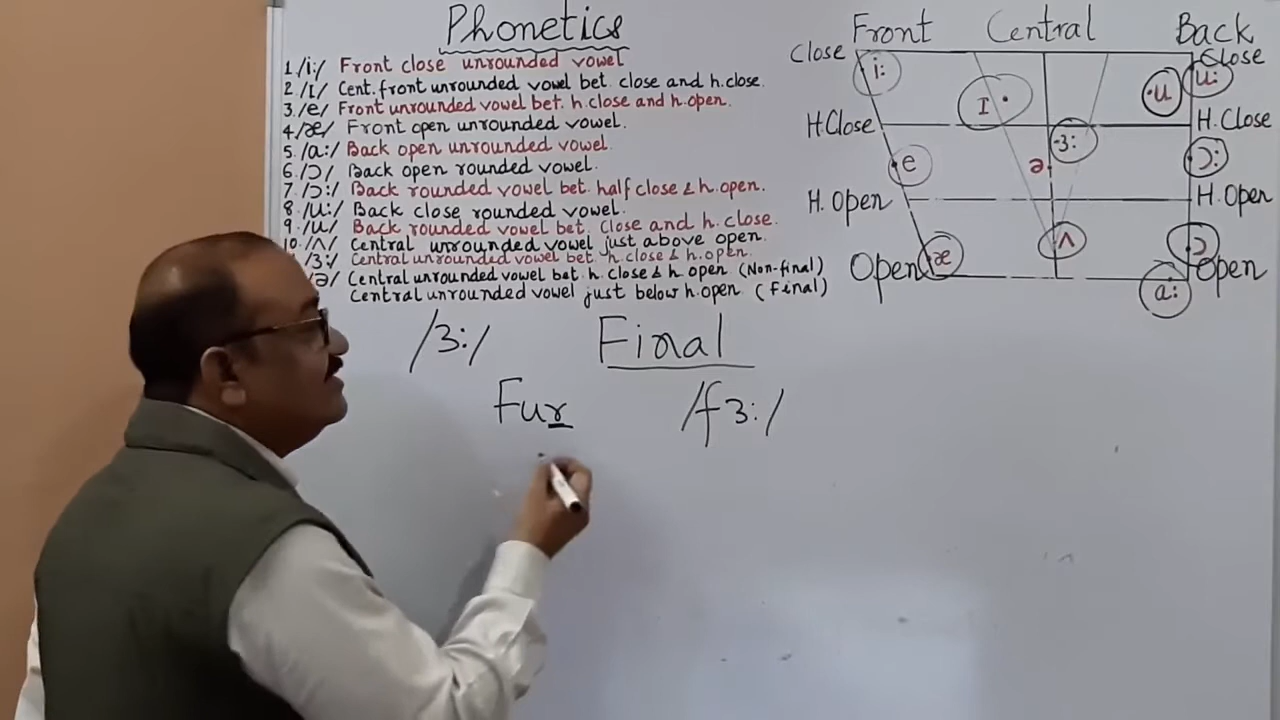 Phonetics
1 /i:/ Front close unrounded vowel
2 /I/ Cent. front unrounded vowel bet. close and h.close.
3 /e/ Front unrounded vowel bet. h.close and h.open.
4 /æ/ Front open unrounded vowel.
5. /a:/ Back open unrounded vowel.
6. /ɔ/ Back open rounded vowel.
7. /ɔ:/ Back rounded vowel bet. half close & h.open.
8. /u:/ Back close rounded vowel.
9. /u/ Back rounded vowel bet. close and h. close.
10. /ʌ/ Central unrounded vowel just above open.
/3:/ Central unrounded vowel bet. h close & h.open.
/ə/ Central unrounded vowel bet. h. close & h. open (Non-final)
Central unrounded vowel just below h.open (Final)
Front Central Back
Close Close
i: I u u:
H.Close H.Close
3:
e ə ɔ:
H.Open H.Open
æ ʌ ɔ
Open Open
a:
/3:/ Final
Fur /f3:/